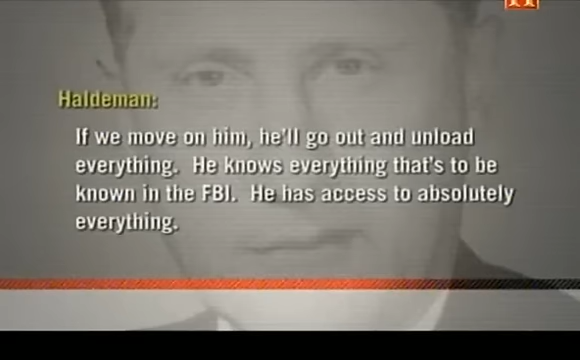 Haldeman:
If we move on him, he'll go out and unload
everything.  He knows everything that's to be
known in the FBI.  He has access to absolutely
everything.